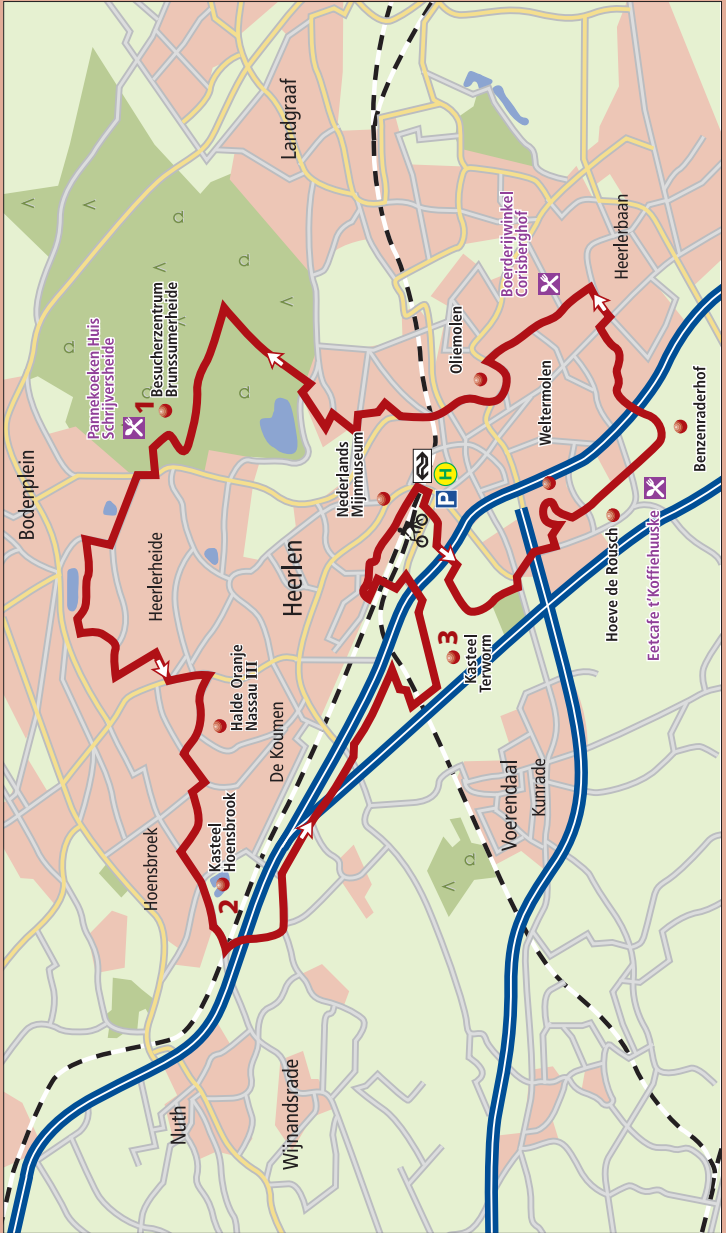 Nuth
Wijnandsrade
Hoensbroek
2
Kasteel
Hoensbrook
De Koumen
Halde Oranje
Nassau III
Heerlerheide
Bodenplein
Pannekoeken Huis
Schrijversheide
1
Besucherzentrum
Brunssumerheide
Landgraaf
Heerlen
Nederlands
Mijnmuseum
P
H
3
Kasteel
Terworm
Voerendaal
Kunrade
Oliemolen
Weltermolen
Boerderijwinkel
Corisberghof
Heerlerbaan
Hoeve de Rousch
Eetcafe t'Koffiehuuske
Benzenraderhof